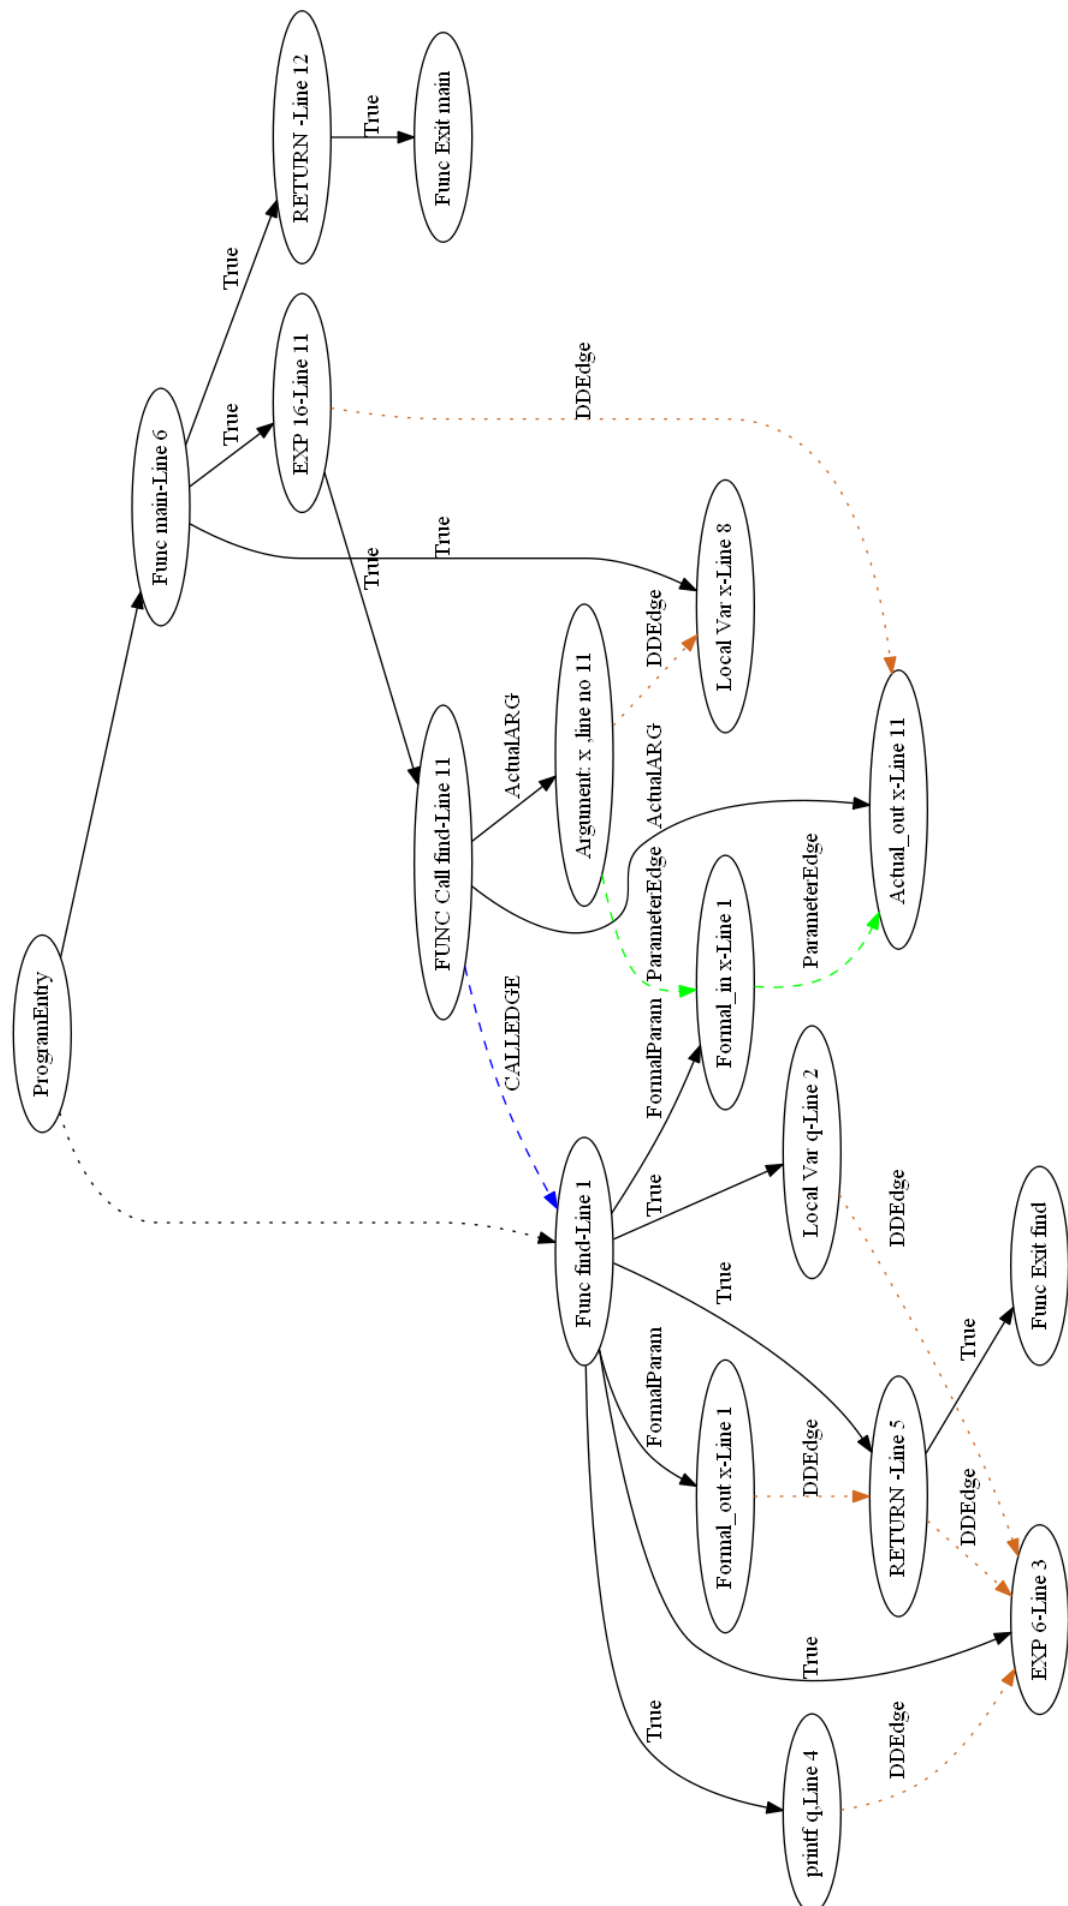 ProgramEntry
True
Func main-Line 6
True
True
RETURN -Line 12
True
Func Exit main
EXP 16-Line 11
True
True
DDEdge
FUNC Call find-Line 11
CALLEDGE
ActualARG
Argument: x ,line no 11
ActualARG
DDEdge
Local Var x-Line 8
Func find-Line 1
True
FormalParam
True
True
FormalParam
ParameterEdge
Formal_out x-Line 1
Formal_in x-Line 1
printf q,Line 4
True
DDEdge
Local Var q-Line 2
ParameterEdge
DDEdge
RETURN -Line 5
DDEdge
Actual_out x-Line 11
DDEdge
True
EXP 6-Line 3
Func Exit find